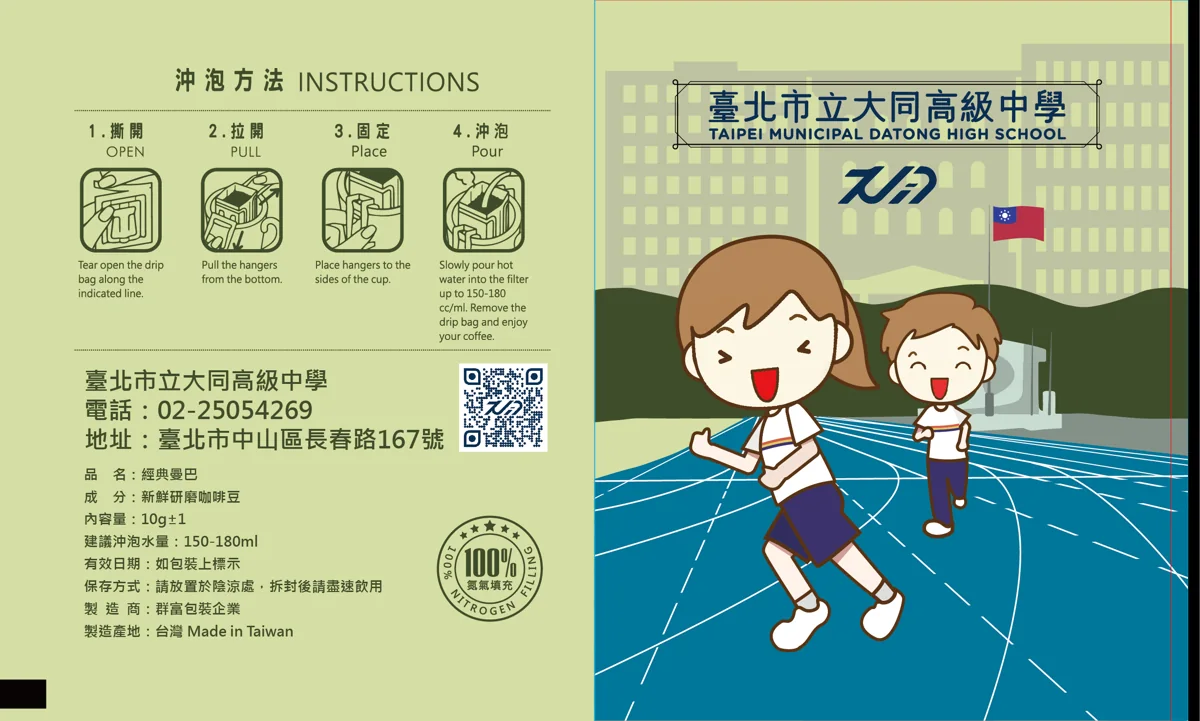 沖泡方法 INSTRUCTIONS
1.撕開
OPEN
2.拉開
PULL
3.固定
Place
4.沖泡
Pour
Tear open the drip
bag along the
indicated line.
Pull the hangers
from the bottom.
Place hangers to the
sides of the cup.
Slowly pour hot
water into the filter
up to 150-180
cc/ml. Remove the
drip bag and enjoy
your coffee.
臺北市立大同高級中學
電話：02-25054269
地址：臺北市中山區長春路167號
品　名：經典曼巴
成　分：新鮮研磨咖啡豆
內容量：10g±1
建議沖泡水量：150-180ml
有效日期：如包裝上標示
保存方式：請放置於陰涼處，拆封後請盡速飲用
製 造 商：群富包裝企業
製造產地：台灣 Made in Taiwan
100%
氮氣填充
100% NITROGEN FILING
臺北市立大同高級中學
TAIPEI MUNICIPAL DATONG HIGH SCHOOL